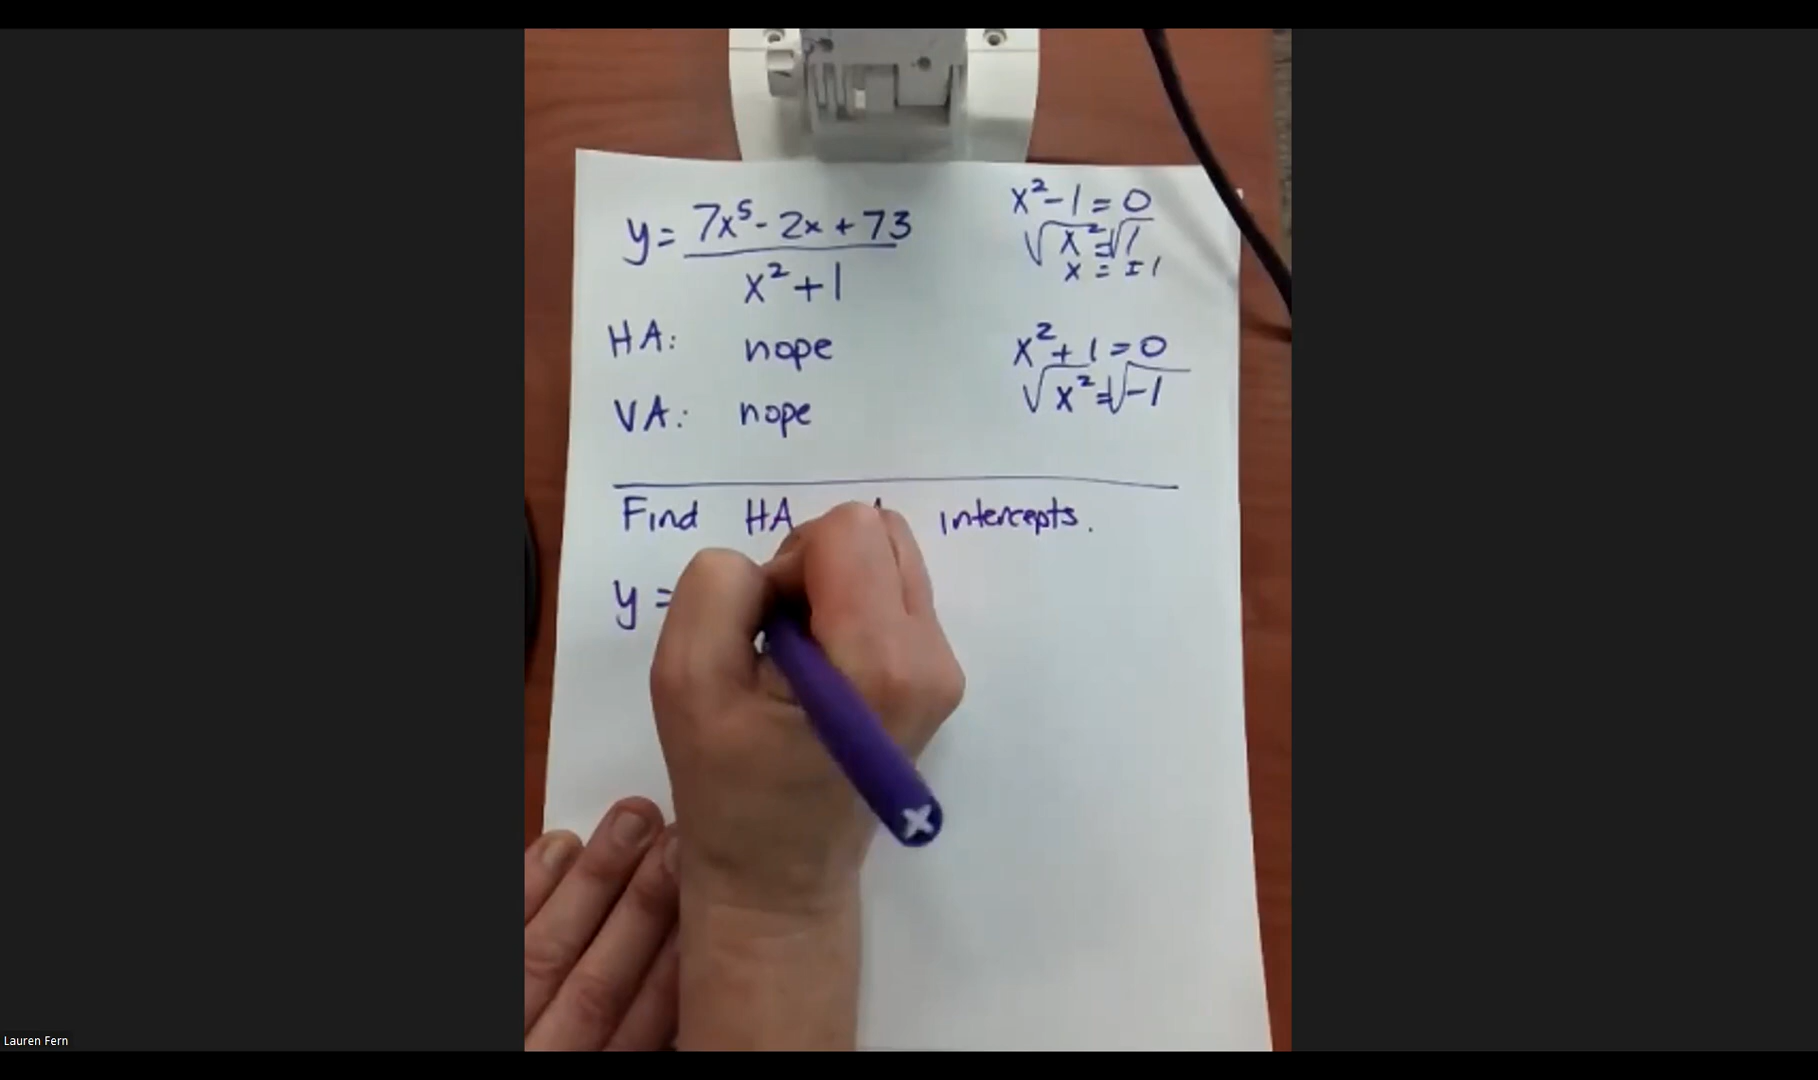 y = 7x⁵ - 2x + 73
x² + 1
HA: nope
VA: nope
x² - 1 = 0
√x² = √1
x = ± 1
x² + 1 = 0
√x² = √-1
Find HA intercepts.
y =
Lauren Fern